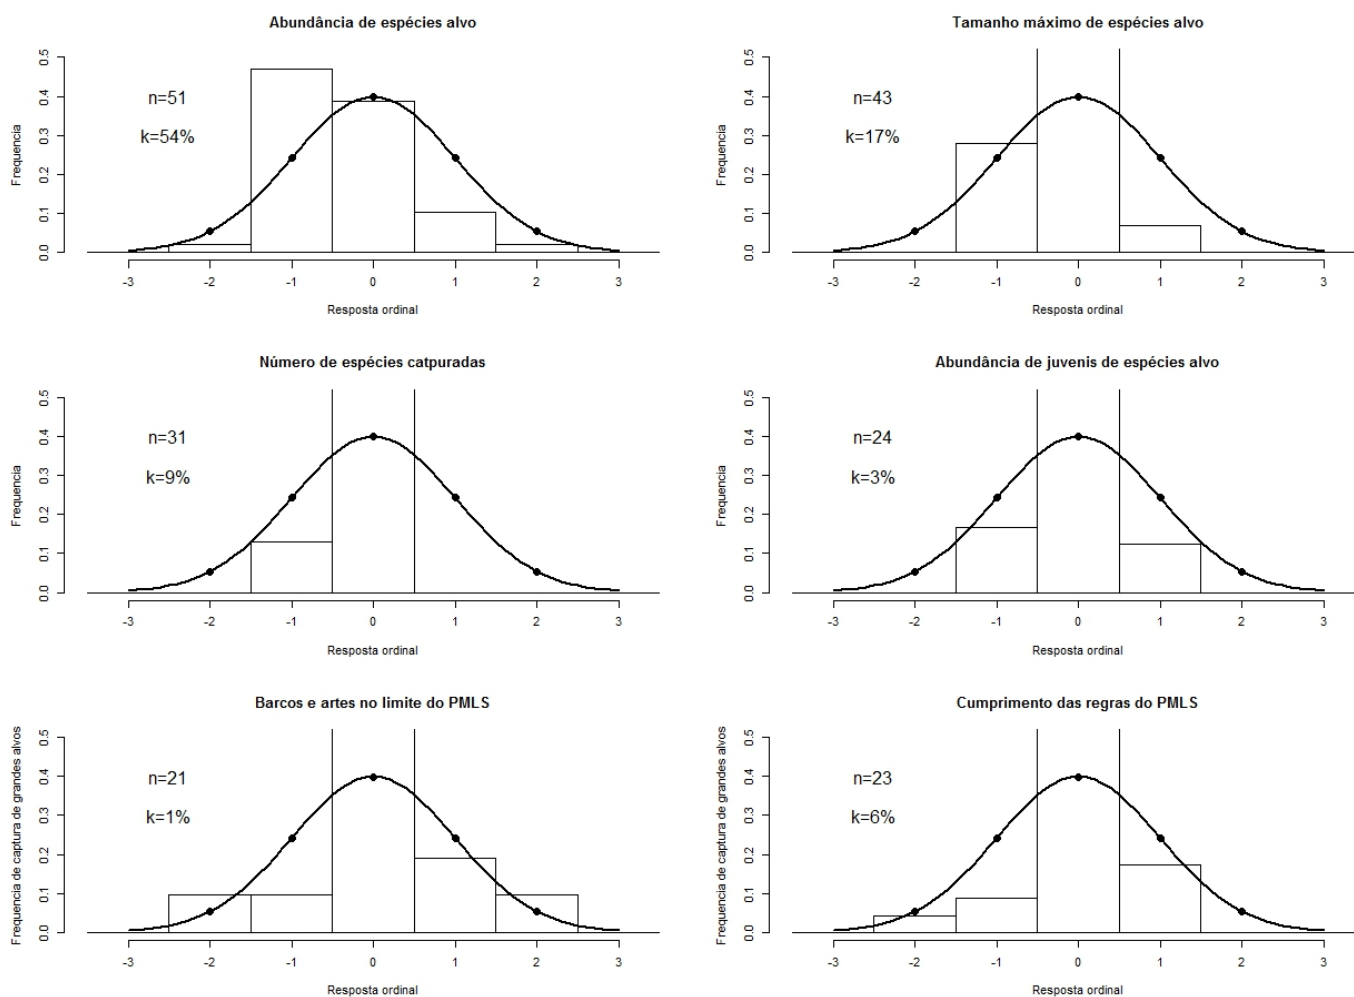 Abundância de espécies alvo
n=51
k=54%
Frequencia
0.0 0.1 0.2 0.3 0.4 0.5
-3 -2 -1 0 1 2 3
Resposta ordinal
Tamanho máximo de espécies alvo
n=43
k=17%
Frequencia
0.0 0.1 0.2 0.3 0.4 0.5
-3 -2 -1 0 1 2 3
Resposta ordinal
Número de espécies catpuradas
n=31
k=9%
Frequencia
0.0 0.1 0.2 0.3 0.4 0.5
-3 -2 -1 0 1 2 3
Resposta ordinal
Abundância de juvenis de espécies alvo
n=24
k=3%
Frequencia
0.0 0.1 0.2 0.3 0.4 0.5
-3 -2 -1 0 1 2 3
Resposta ordinal
Barcos e artes no limite do PMLS
n=21
k=1%
Frequencia de captura de grandes alvos
0.0 0.1 0.2 0.3 0.4 0.5
-3 -2 -1 0 1 2 3
Resposta ordinal
Cumprimento das regras do PMLS
n=23
k=6%
Frequencia de captura de grandes alvos
0.0 0.1 0.2 0.3 0.4 0.5
-3 -2 -1 0 1 2 3
Resposta ordinal